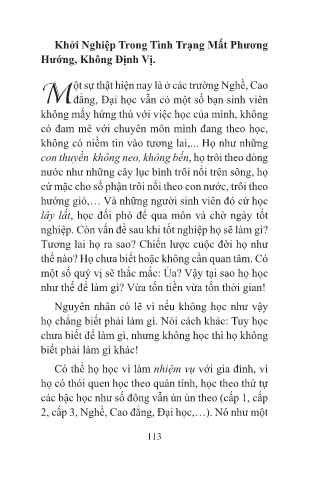 Khởi Nghiệp Trong Tình Trạng Mất Phương
Hướng, Không Định Vị.
Một sự thật hiện nay là ở các trường Nghề, Cao
đẳng, Đại học vẫn có một số bạn sinh viên
không mấy hứng thú với việc học của mình, không
có đam mê với chuyên môn mình đang theo học,
không có niềm tin vào tương lai,... Họ như những
con thuyền không neo, không bến, họ trôi theo dòng
nước như những cây lục bình trôi nổi trên sông, họ
cứ mặc cho số phận trôi nổi theo con nước, trôi theo
hướng gió,… Và những người sinh viên đó cứ học
lây lất, học đối phó để qua môn và chờ ngày tốt
nghiệp. Còn vấn đề sau khi tốt nghiệp họ sẽ làm gì?
Tương lai họ ra sao? Chiến lược cuộc đời họ như
thế nào? Họ chưa biết hoặc không cần quan tâm. Có
một số quý vị sẽ thắc mắc: Ủa? Vậy tại sao họ học
như thế để làm gì? Vừa tốn tiền vừa tốn thời gian!
Nguyên nhân có lẽ vì nếu không học như vậy
họ chẳng biết phải làm gì. Nói cách khác: Tuy học
chưa biết để làm gì, nhưng không học thì họ không
biết phải làm gì khác!
Có thể họ học vì làm nhiệm vụ với gia đình, vì
họ có thói quen học theo quán tính, học theo thứ tự
các bậc học như số đông vẫn ùn ùn theo (cấp 1, cấp
2, cấp 3, Nghề, Cao đẳng, Đại học,…). Nó như một
113